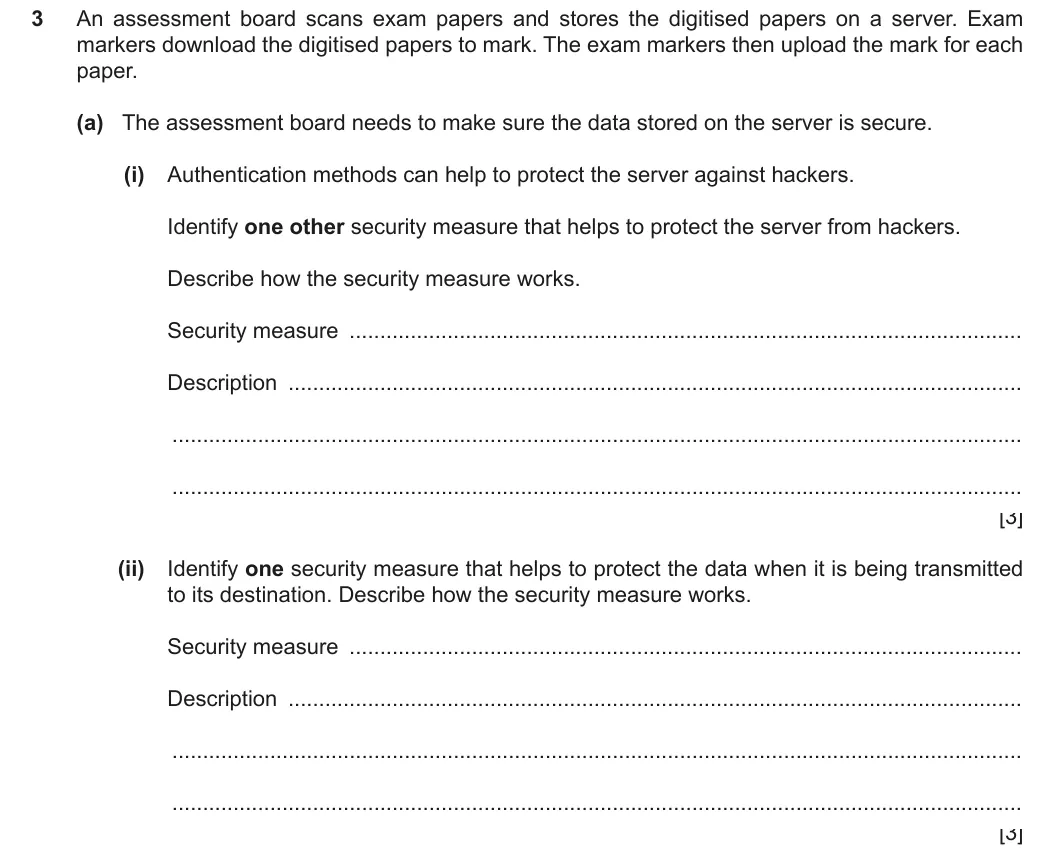 3 An assessment board scans exam papers and stores the digitised papers on a server. Exam
markers download the digitised papers to mark. The exam markers then upload the mark for each
paper.
(a) The assessment board needs to make sure the data stored on the server is secure.
(i) Authentication methods can help to protect the server against hackers.
Identify one other security measure that helps to protect the server from hackers.
Describe how the security measure works.
Security measure ................................................................................................................
Description ..........................................................................................................................
.............................................................................................................................................
.............................................................................................................................................
[3]
(ii) Identify one security measure that helps to protect the data when it is being transmitted
to its destination. Describe how the security measure works.
Security measure ................................................................................................................
Description ..........................................................................................................................
.............................................................................................................................................
.............................................................................................................................................
[3]